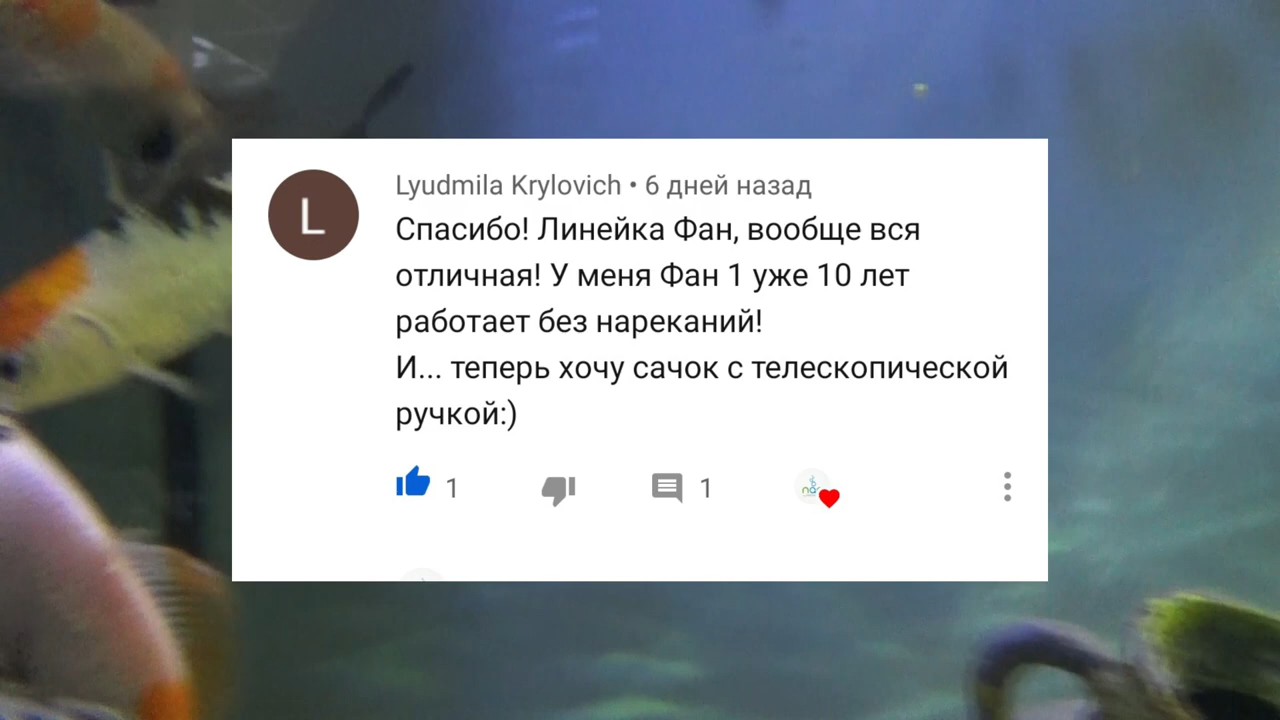 L
Lyudmila Krylovich • 6 дней назад
Спасибо! Линейка Фан, вообще вся
отличная! У меня Фан 1 уже 10 лет
работает без нареканий!
И... теперь хочу сачок с телескопической
ручкой:)
1
1